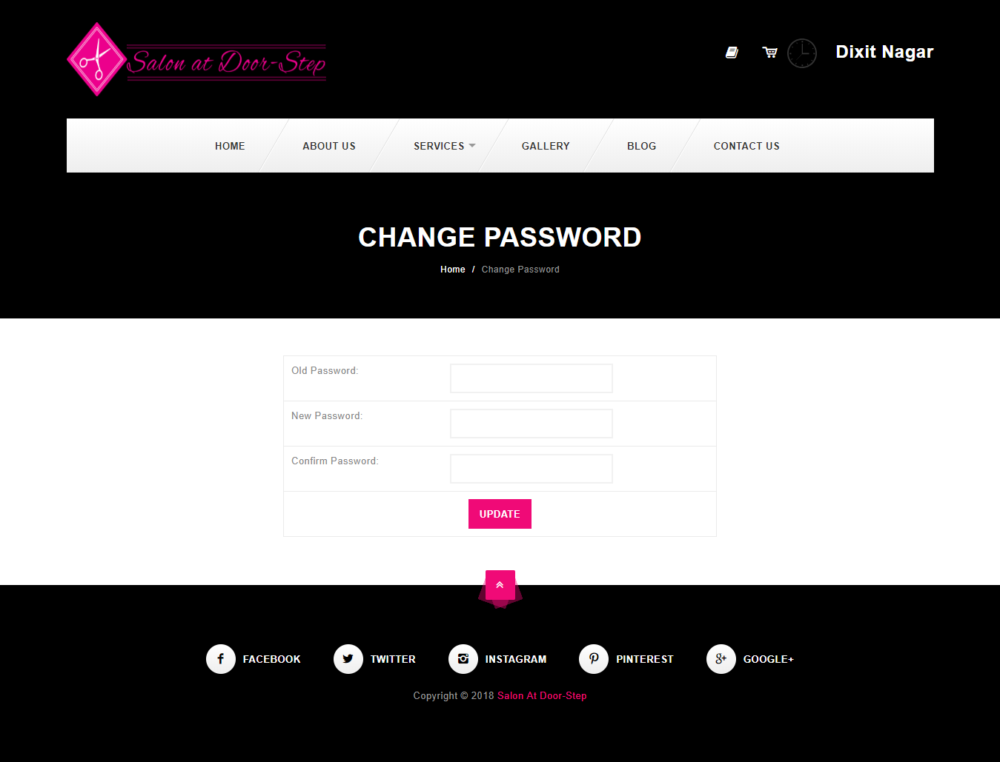 Salon at Door-Step
Dixit Nagar
HOME ABOUT US SERVICES GALLERY BLOG CONTACT US
CHANGE PASSWORD
Home / Change Password
Old Password:
New Password:
Confirm Password:
UPDATE
FACEBOOK TWITTER INSTAGRAM PINTEREST GOOGLE+
Copyright © 2018 Salon At Door-Step